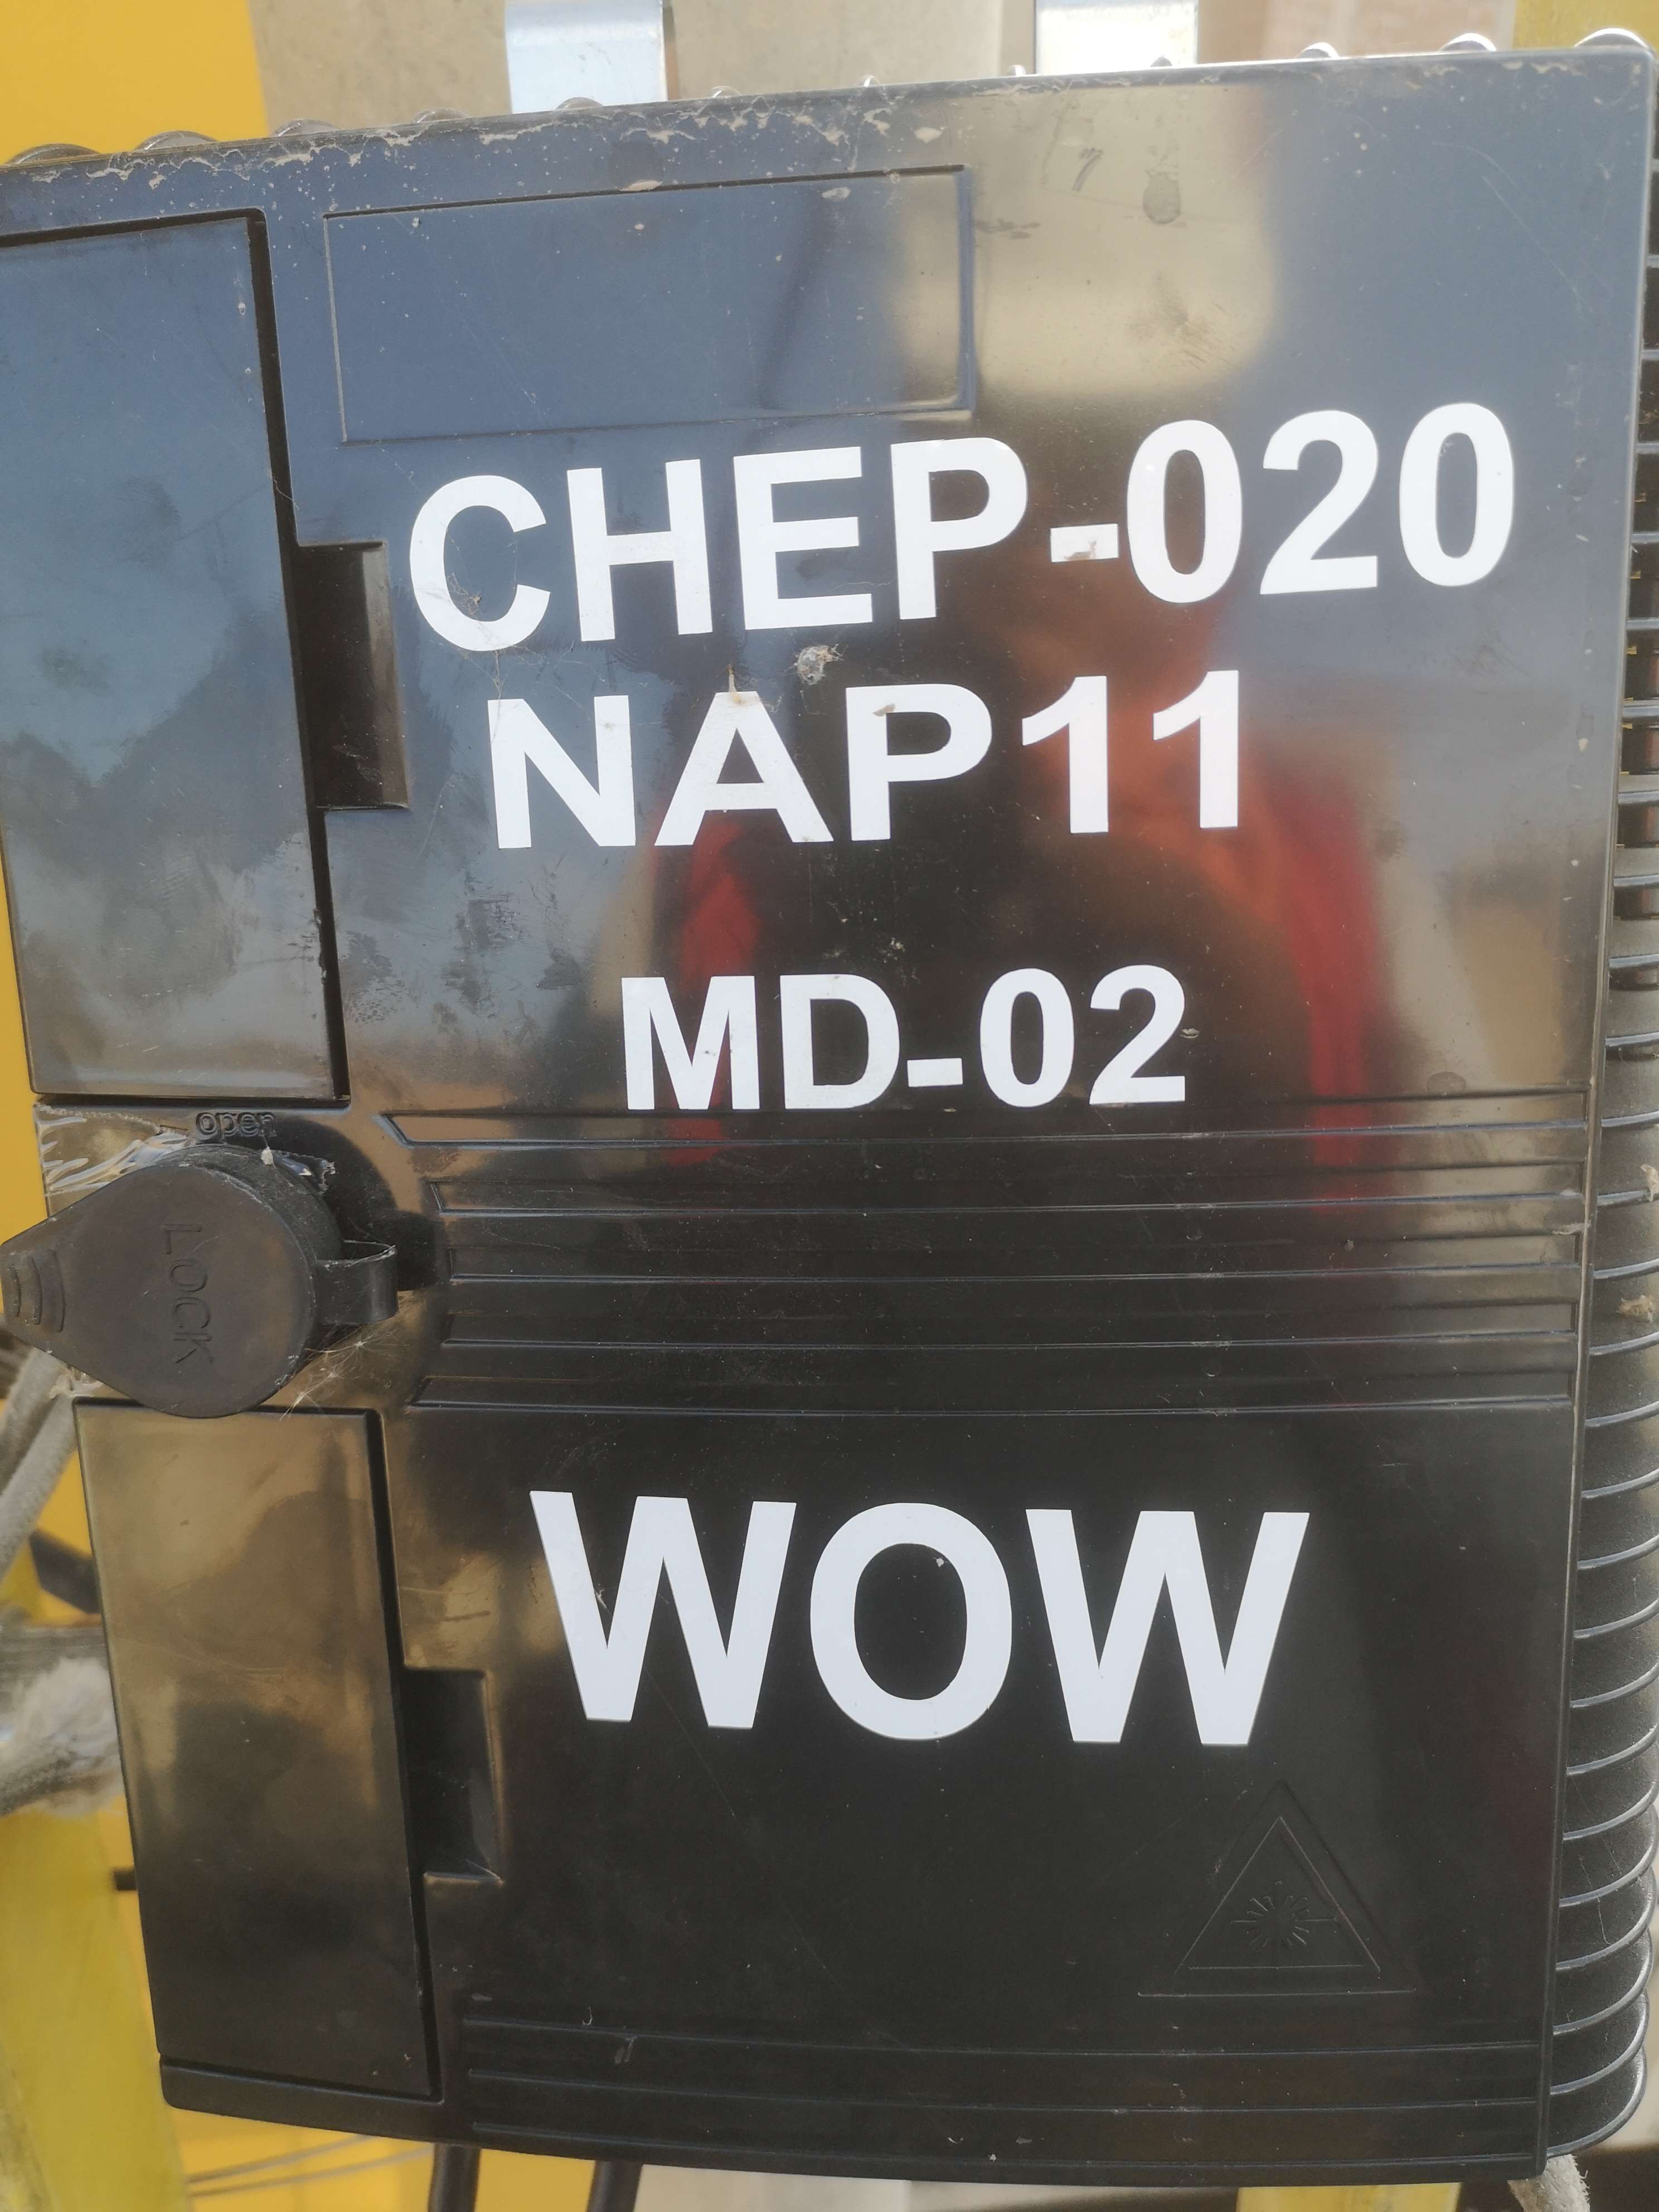 CHEP-020
NAP11
MD-02
open
LOCK
WOW